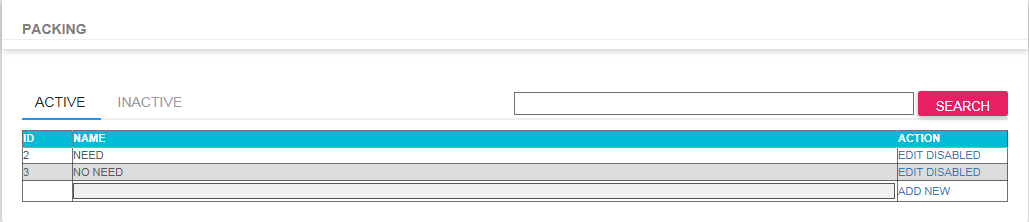 PACKING
ACTIVE INACTIVE SEARCH
ID NAME ACTION
2 NEED EDIT DISABLED
3 NO NEED EDIT DISABLED
ADD NEW